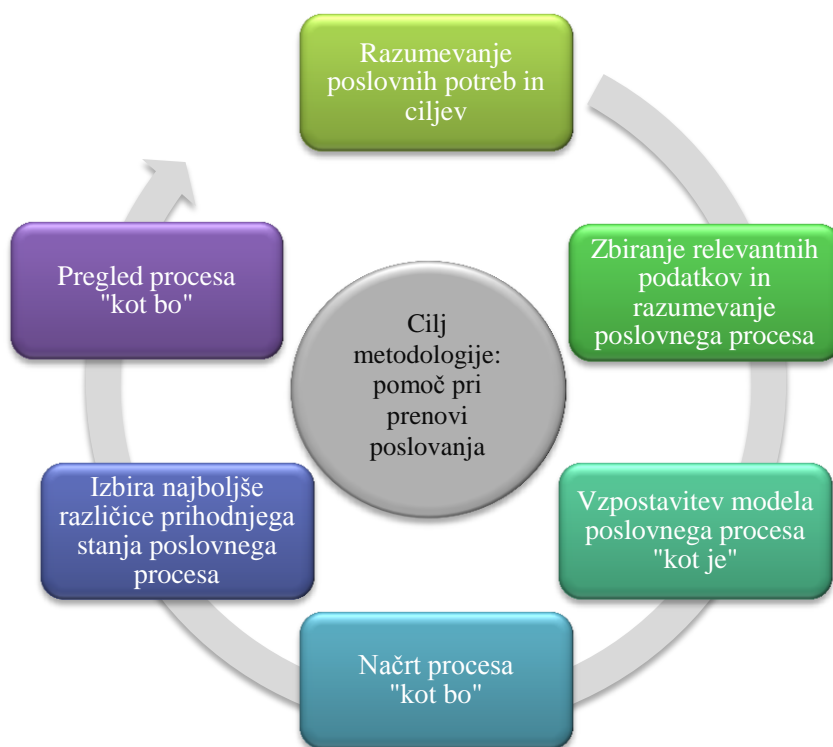 Razumevanje
poslovnih potreb in
ciljev
Zbiranje relevantnih
podatkov in
razumevanje
poslovnega procesa
Vzpostavitev modela
poslovnega procesa
"kot je"
Načrt procesa
"kot bo"
Izbira najboljše
različice prihodnjega
stanja poslovnega
procesa
Pregled procesa
"kot bo"
Cilj
metodologije:
pomoč pri
prenovi
poslovanja